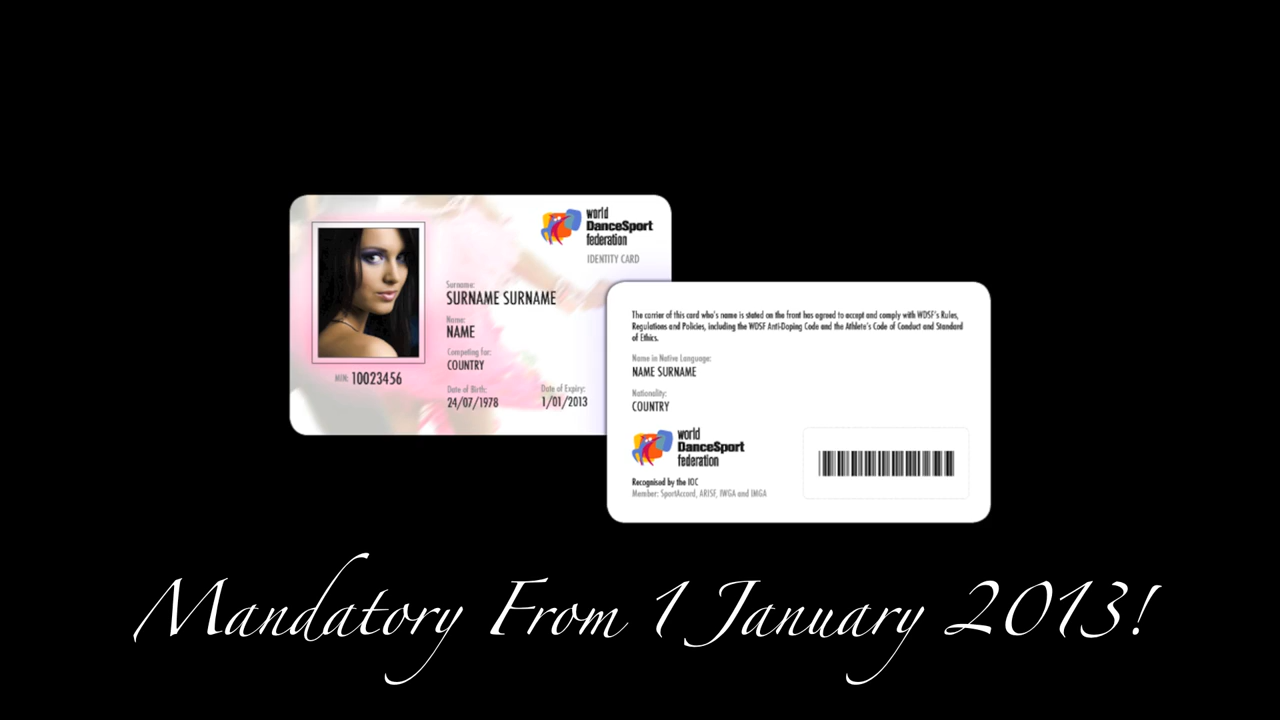 world
DanceSport
federation
IDENTITY CARD
Surname:
SURNAME SURNAME
Name:
NAME
Competing for:
COUNTRY
MIN: 10023456
Date of Birth: Date of Expiry:
24/07/1978 1/01/2013
The carrier of this card who's name is stated on the front has agreed to accept and comply with WDSF's Rules,
Regulations and Policies, including the WDSF Anti-Doping Code and the Athlete's Code of Conduct and Standard
of Ethics.
Name in Native Language:
NAME SURNAME
Nationality:
COUNTRY
world
DanceSport
federation
Recognised by the IOC
Member: SportAccord, ARISF, IWGA and IMGA
Mandatory From 1 January 2013!